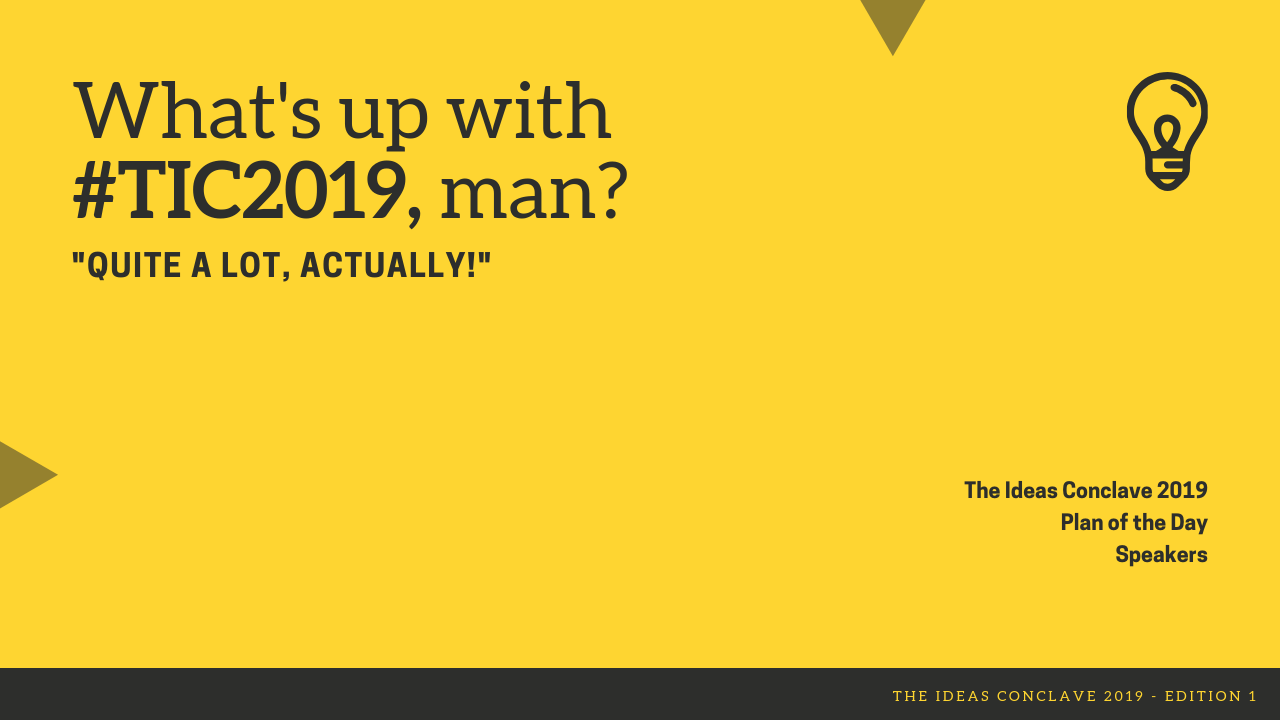 What's up with
#TIC2019, man?
"QUITE A LOT, ACTUALLY!"
The Ideas Conclave 2019
Plan of the Day
Speakers
THE IDEAS CONCLAVE 2019 - EDITION 1